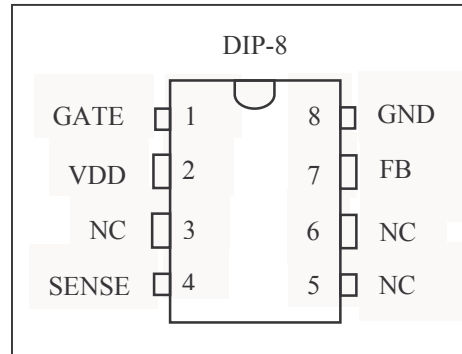 DIP-8
GATE 1 8 GND
VDD 2 7 FB
NC 3 6 NC
SENSE 4 5 NC